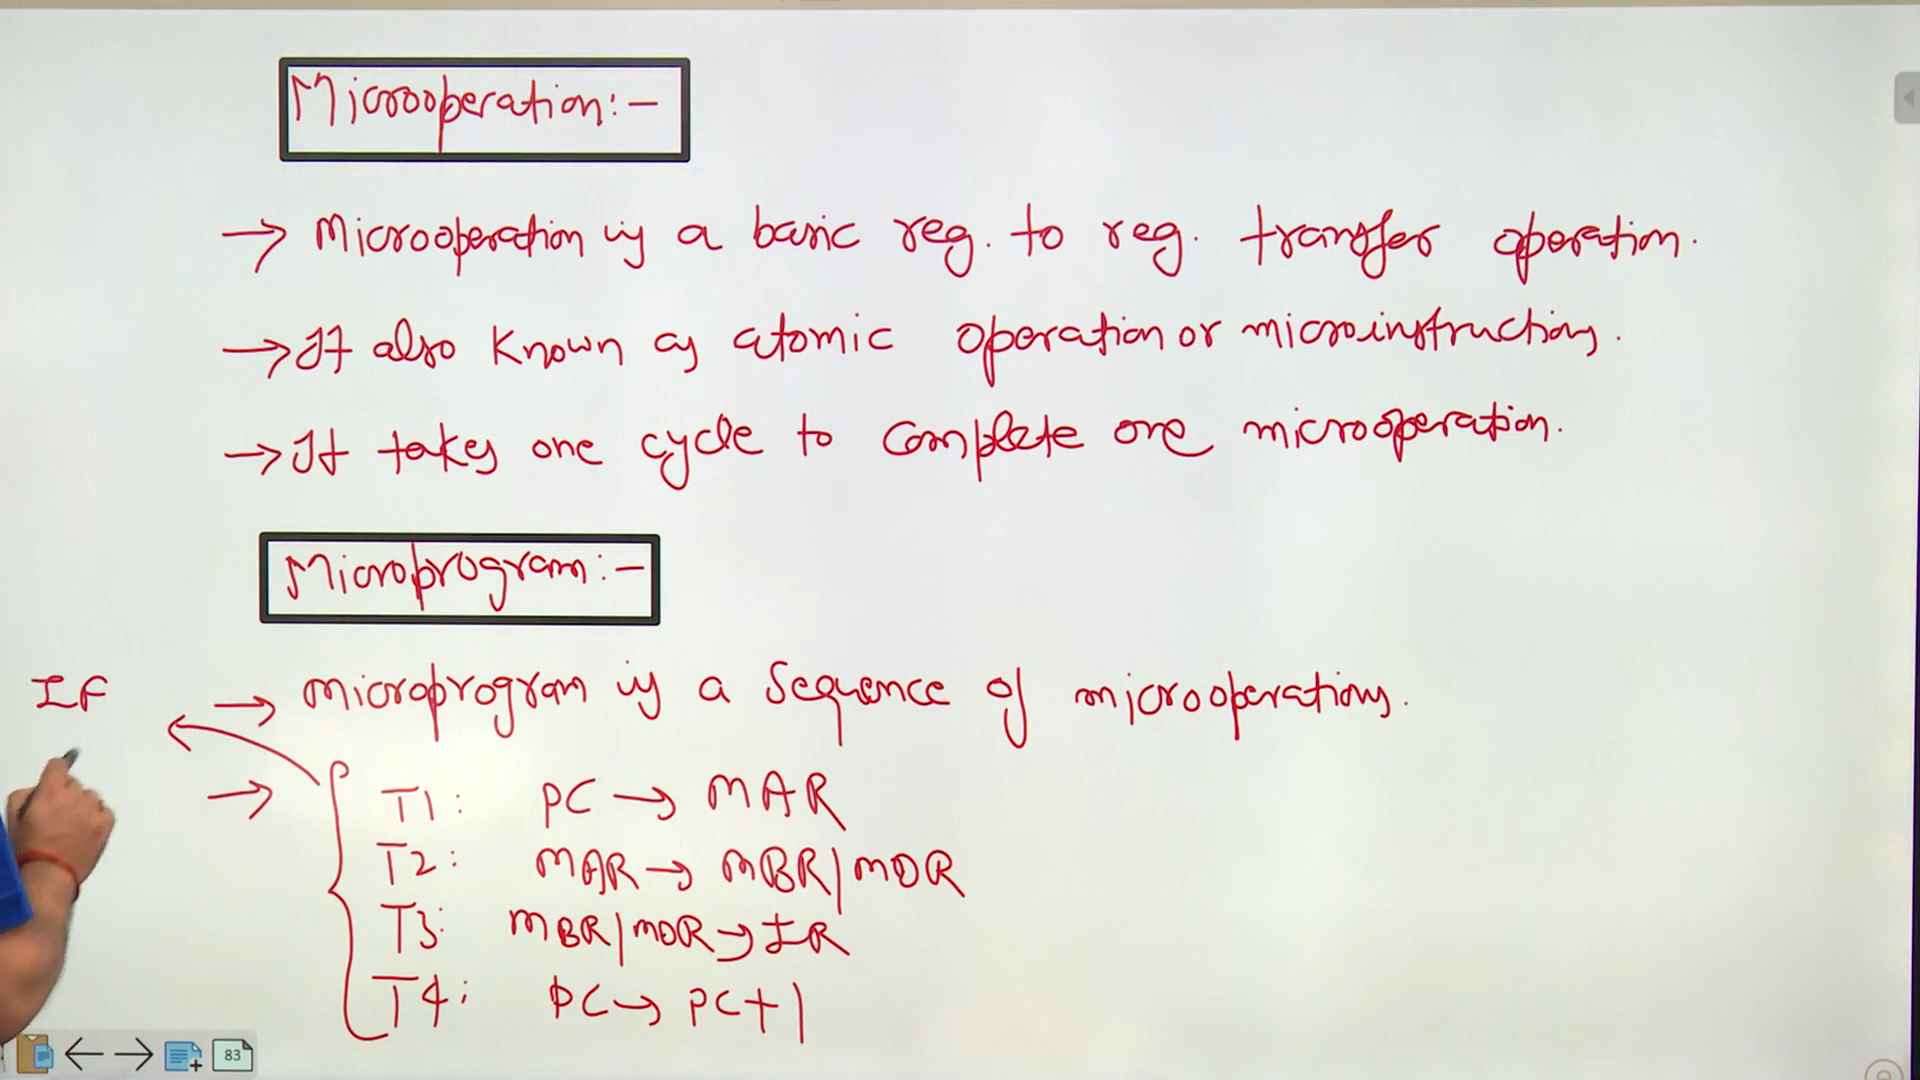 Microoperation:-
→ Microoperation is a basic reg. to reg. transfer operation.
→ It also known as atomic operation or microinstructions.
→ It takes one cycle to complete one microoperation.
Microprogram:-
IF
→ microprogram is a sequence of microoperations.
→ T1: PC → MAR
T2: MAR → MBR|MDR
T3: MBR|MDR → IR
T4: PC → PC+1
83